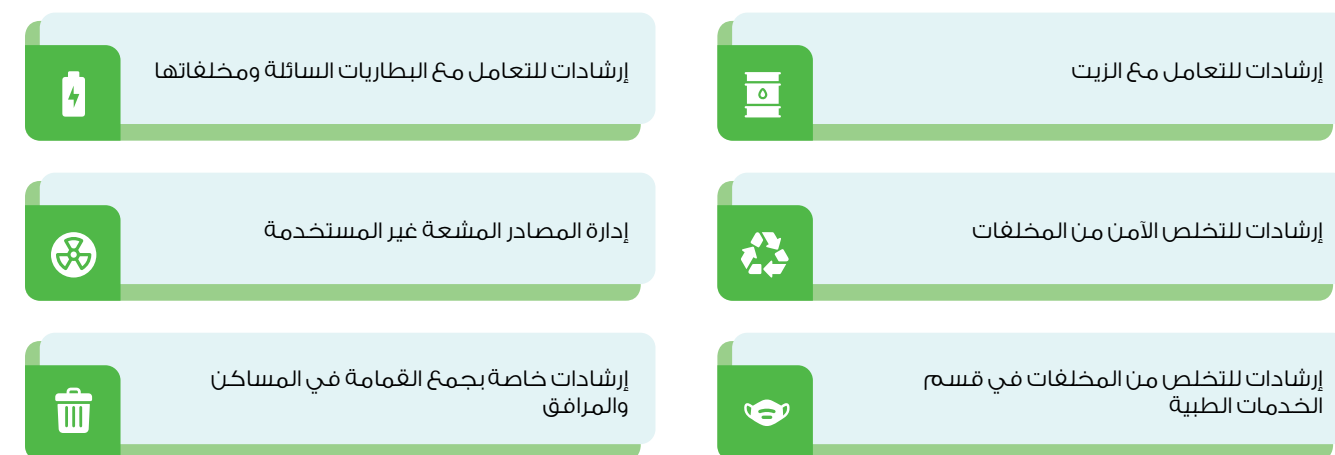 إرشادات للتعامل مع الزيت
إرشادات للتعامل مع البطاريات السائلة ومخلفاتها
إرشادات للتخلص الآمن من المخلفات
إدارة المصادر المشعة غير المستخدمة
إرشادات للتخلص من المخلفات في قسم
الخدمات الطبية
إرشادات خاصة بجمع القمامة في المساكن
والمرافق